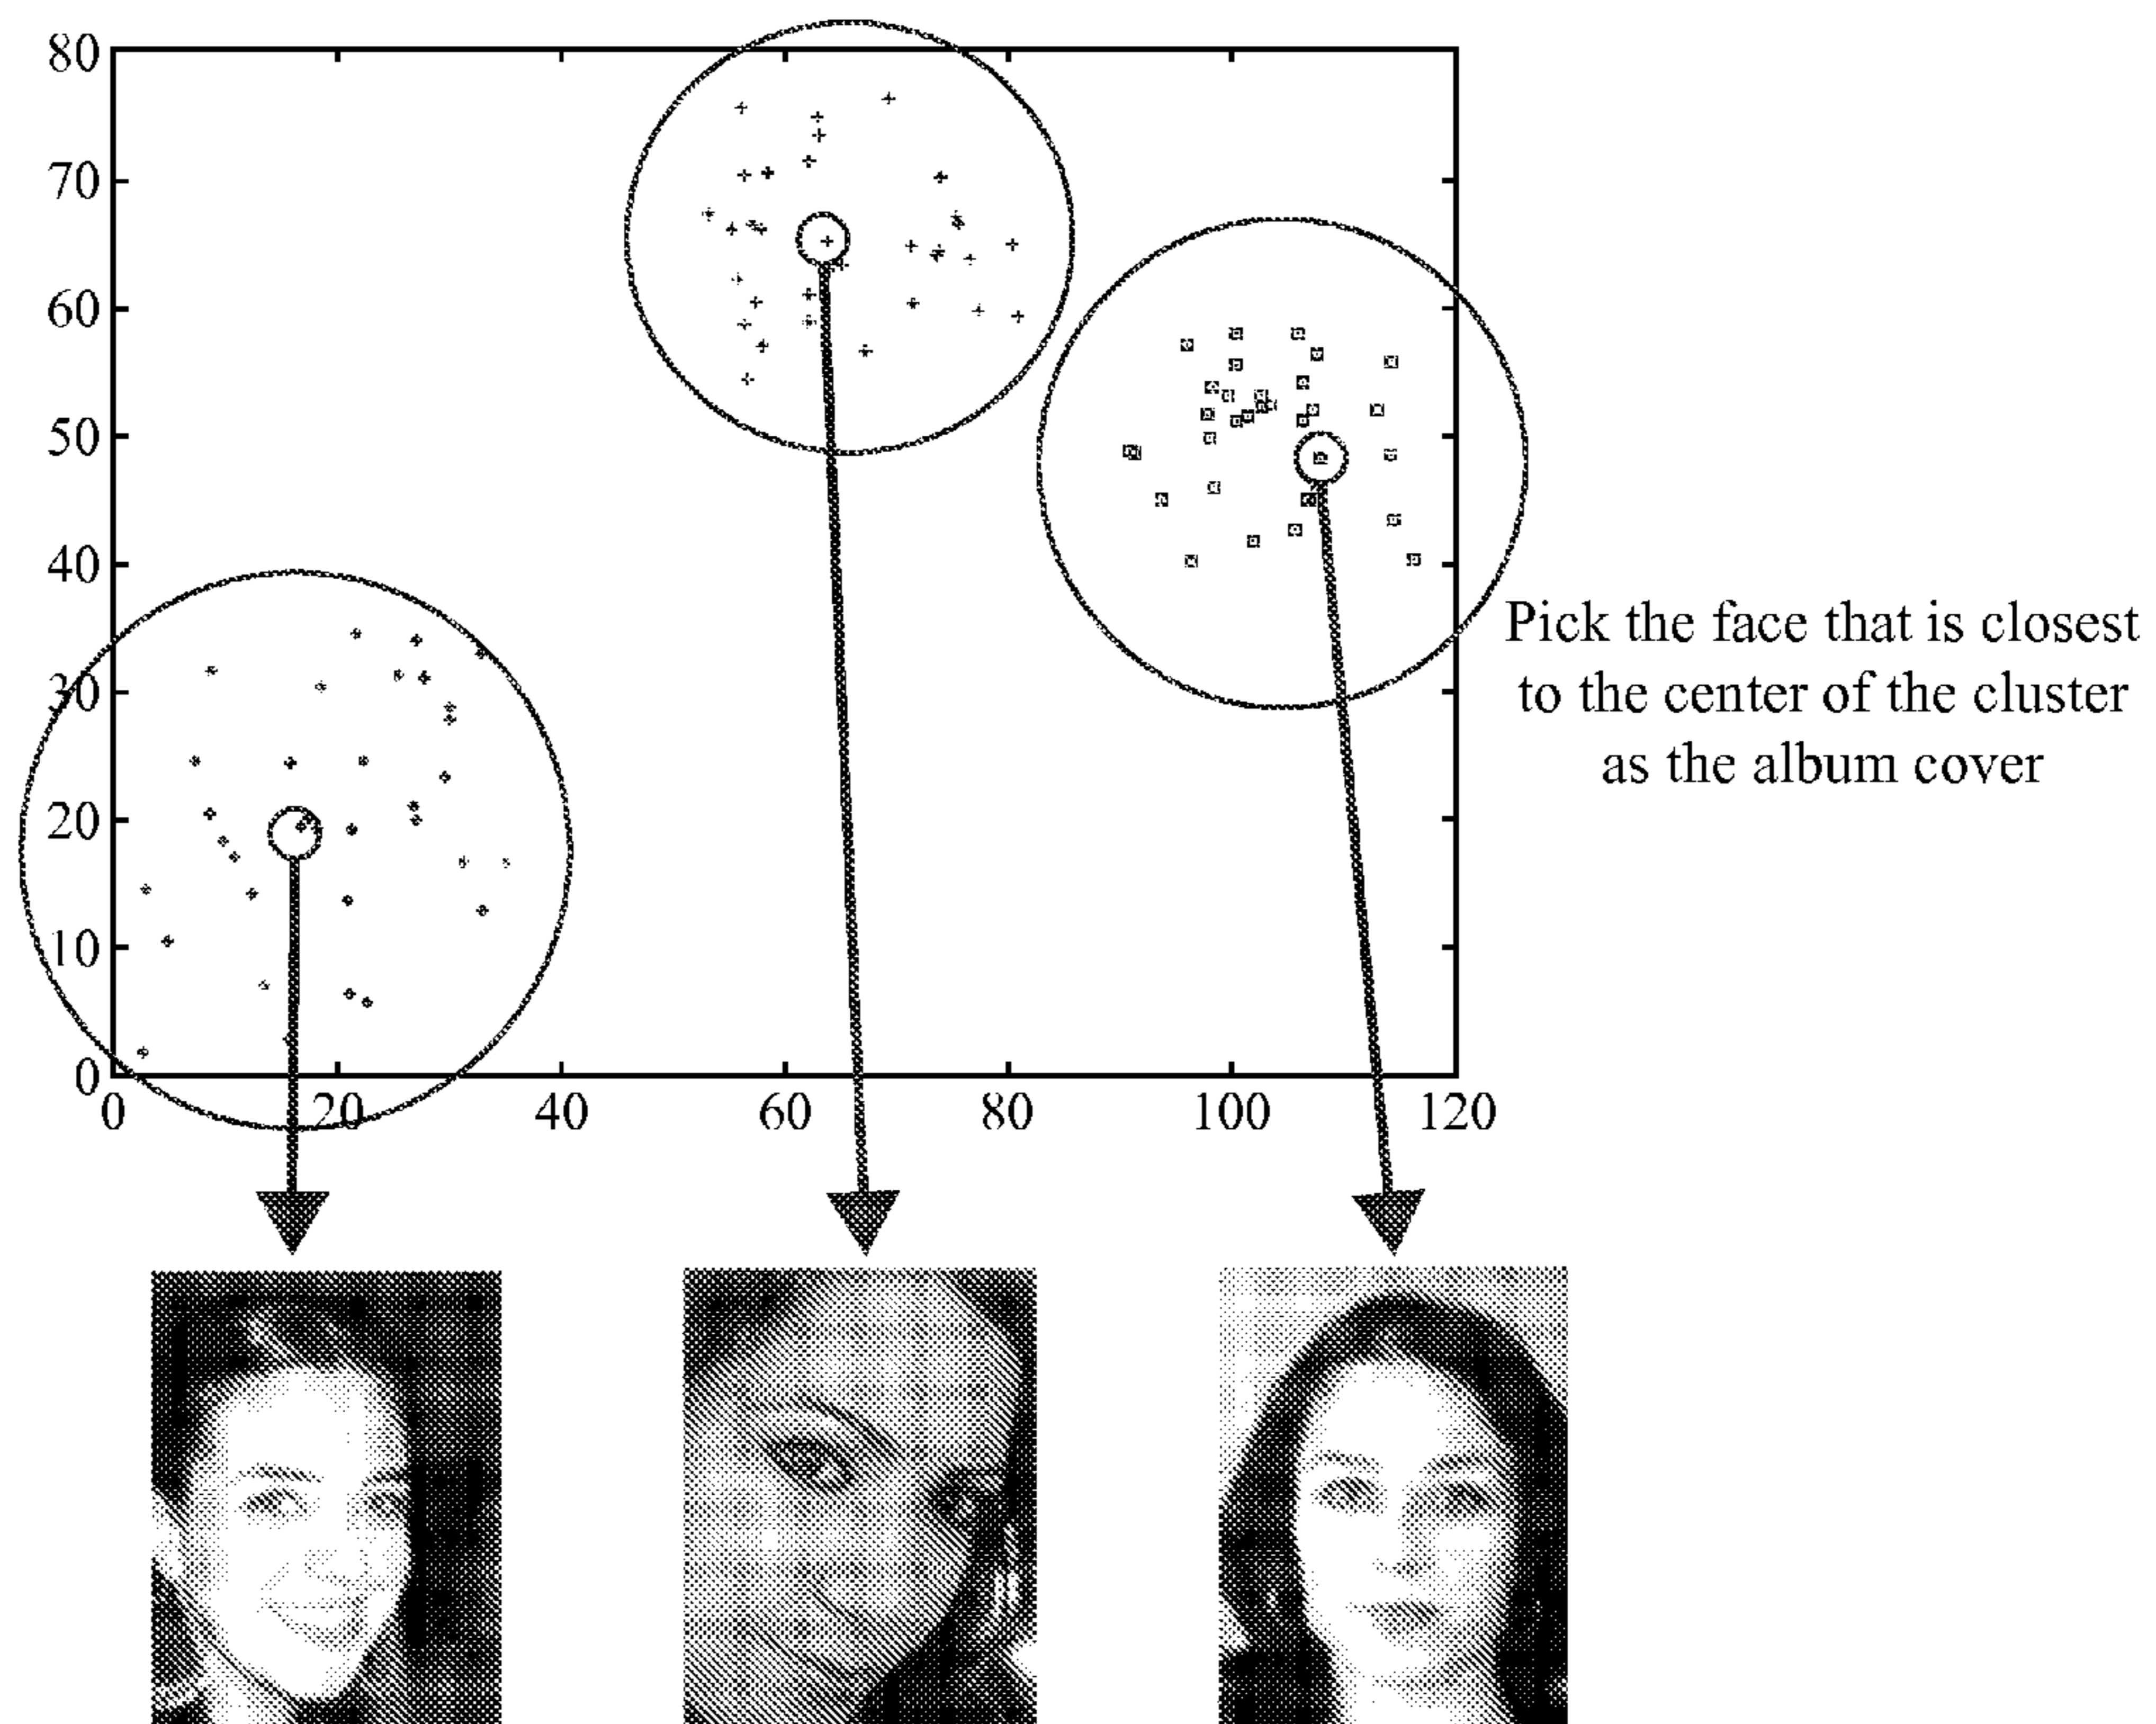 80
70
60
50
40
30
20
10
0
0 20 40 60 80 100 120
Pick the face that is closest
to the center of the cluster
as the album cover